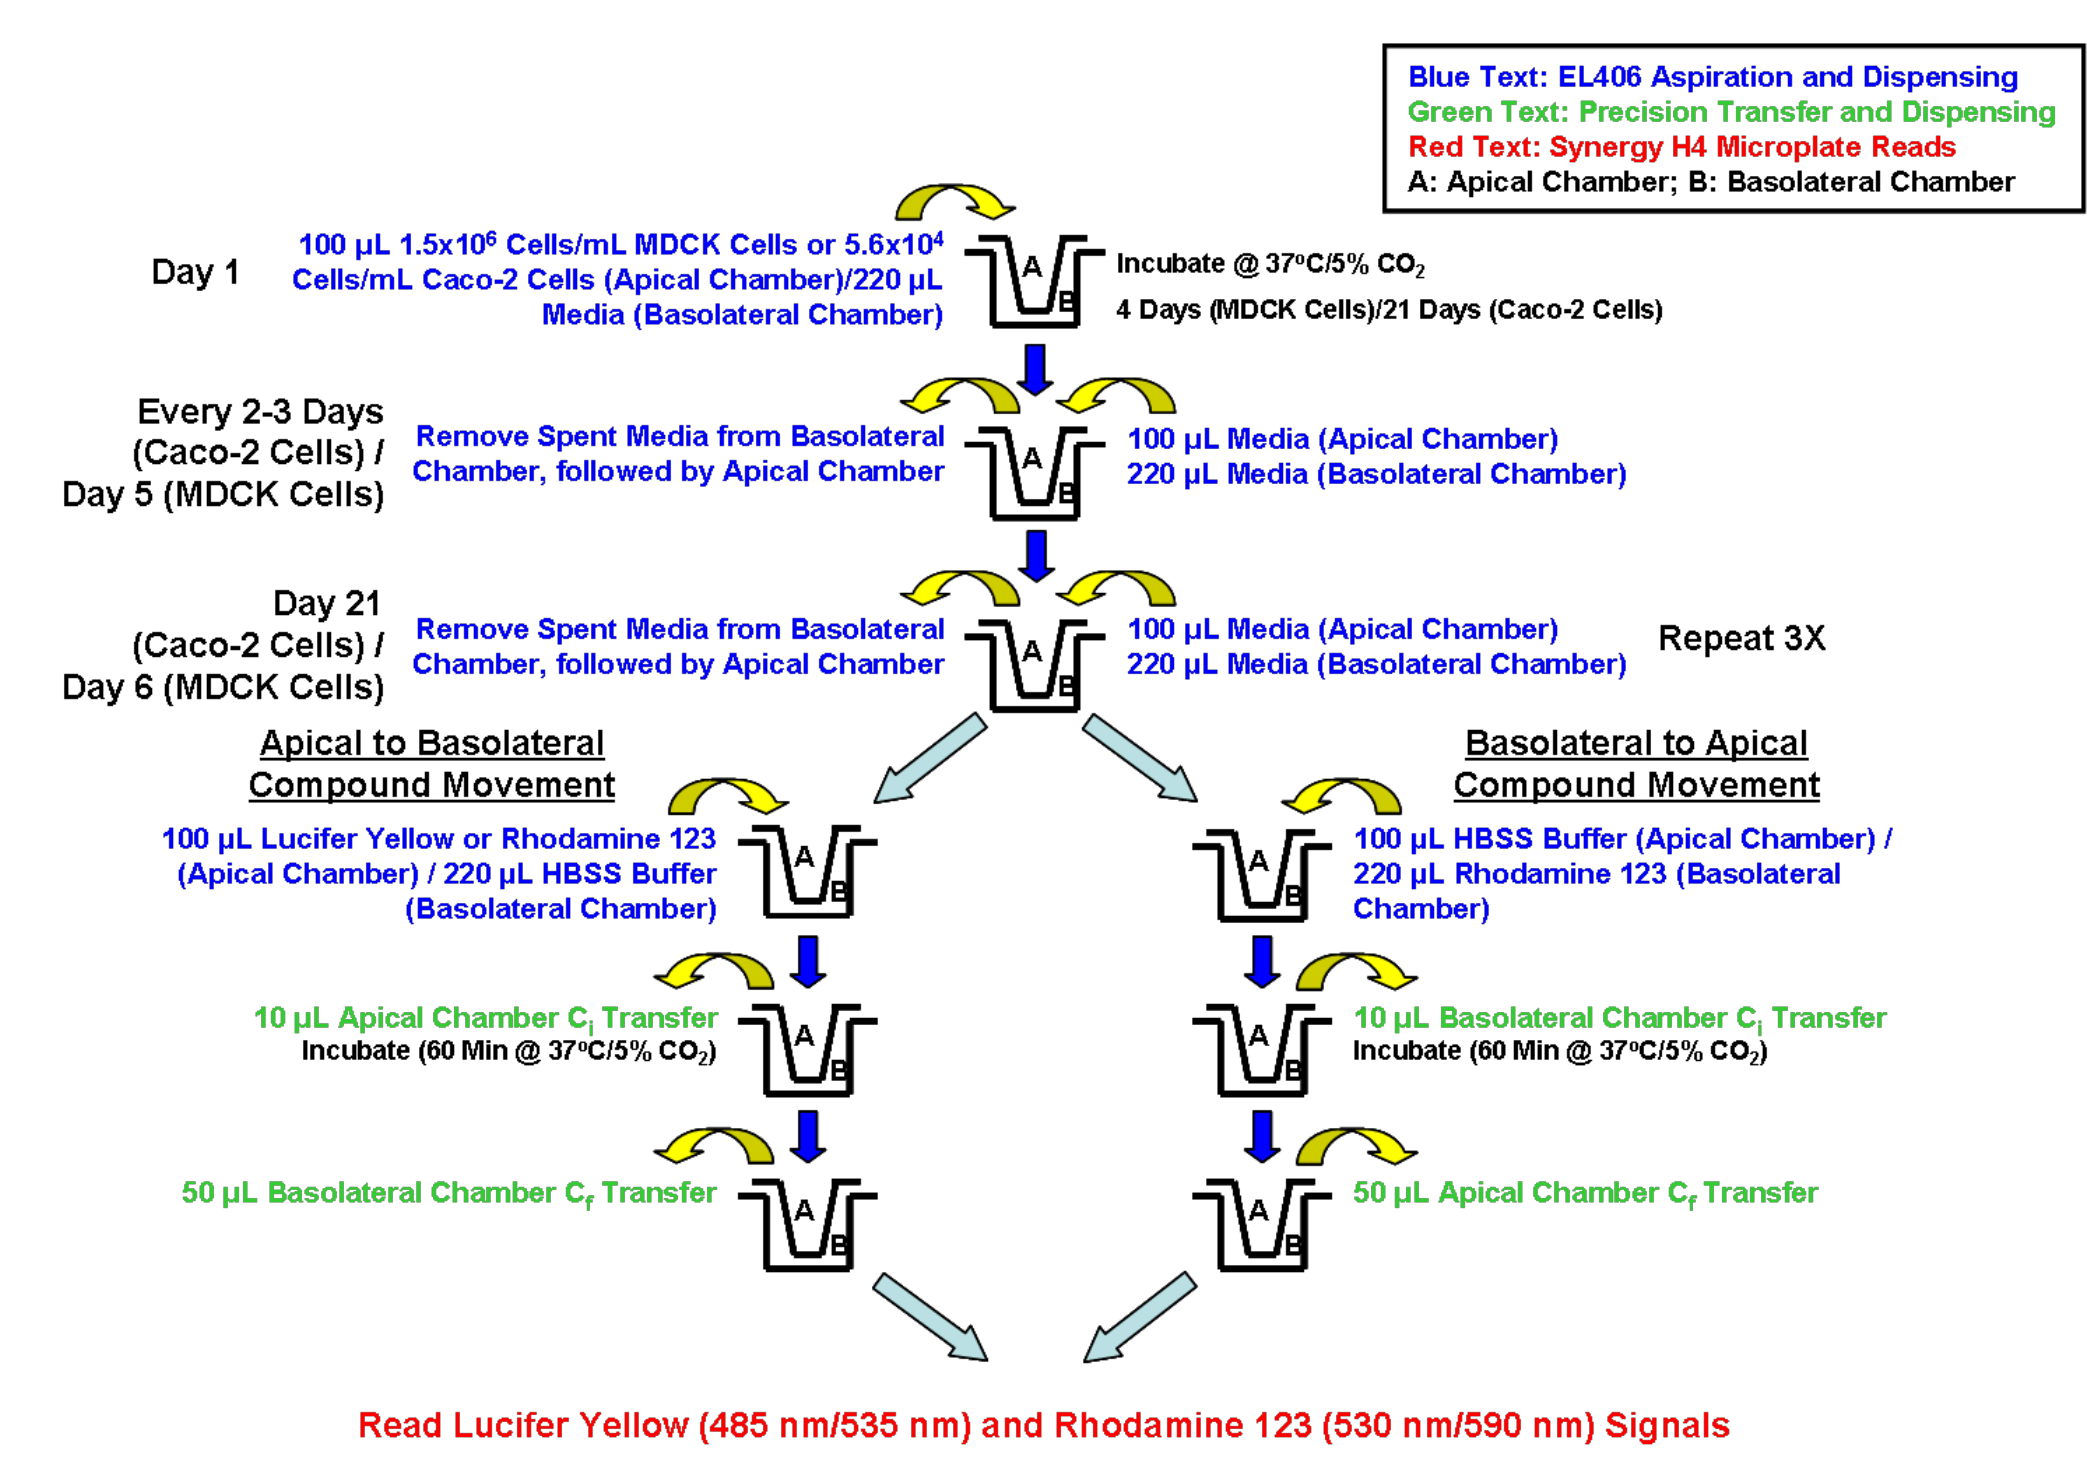 Blue Text: EL406 Aspiration and Dispensing
Green Text: Precision Transfer and Dispensing
Red Text: Synergy H4 Microplate Reads
A: Apical Chamber; B: Basolateral Chamber
Day 1
100 µL 1.5x10⁶ Cells/mL MDCK Cells or 5.6x10⁴
Cells/mL Caco-2 Cells (Apical Chamber)/220 µL
Media (Basolateral Chamber)
A
B
Incubate @ 37ºC/5% CO₂
4 Days (MDCK Cells)/21 Days (Caco-2 Cells)
Every 2-3 Days
(Caco-2 Cells) /
Day 5 (MDCK Cells)
Remove Spent Media from Basolateral
Chamber, followed by Apical Chamber
A
B
100 µL Media (Apical Chamber)
220 µL Media (Basolateral Chamber)
Day 21
(Caco-2 Cells) /
Day 6 (MDCK Cells)
Remove Spent Media from Basolateral
Chamber, followed by Apical Chamber
A
B
100 µL Media (Apical Chamber)
220 µL Media (Basolateral Chamber)
Repeat 3X
Apical to Basolateral
Compound Movement
100 µL Lucifer Yellow or Rhodamine 123
(Apical Chamber) / 220 µL HBSS Buffer
(Basolateral Chamber)
A
B
10 µL Apical Chamber Cᵢ Transfer
Incubate (60 Min @ 37ºC/5% CO₂)
A
B
50 µL Basolateral Chamber C_f Transfer
A
B
Basolateral to Apical
Compound Movement
A
B
100 µL HBSS Buffer (Apical Chamber) /
220 µL Rhodamine 123 (Basolateral
Chamber)
A
B
10 µL Basolateral Chamber Cᵢ Transfer
Incubate (60 Min @ 37ºC/5% CO₂)
A
B
50 µL Apical Chamber C_f Transfer
Read Lucifer Yellow (485 nm/535 nm) and Rhodamine 123 (530 nm/590 nm) Signals